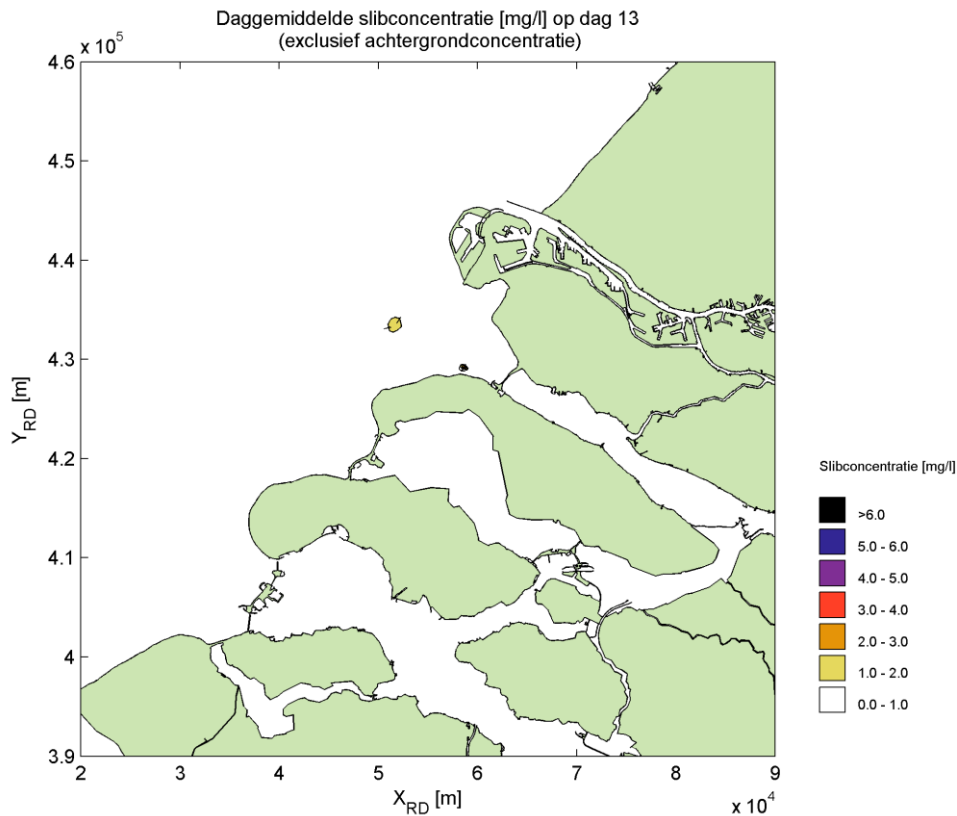 Daggemiddelde slibconcentratie [mg/l] op dag 13
(exclusief achtergrondconcentratie)
x 10^5
4.6
4.5
4.4
4.3
4.2
4.1
4
3.9
Y_RD [m]
2 3 4 5 6 7 8 9
X_RD [m]
x 10^4
Slibconcentratie [mg/l]
>6.0
5.0 - 6.0
4.0 - 5.0
3.0 - 4.0
2.0 - 3.0
1.0 - 2.0
0.0 - 1.0